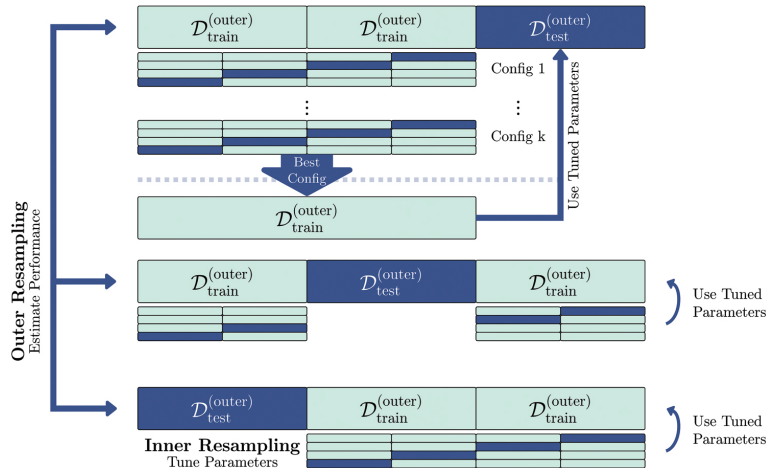 Outer Resampling
Estimate Performance
𝒟_train^(outer) 𝒟_train^(outer) 𝒟_test^(outer)
Config 1
⋮ ⋮
Config k
Best
Config
Use Tuned Parameters
𝒟_train^(outer)
𝒟_train^(outer) 𝒟_test^(outer) 𝒟_train^(outer)
Use Tuned
Parameters
𝒟_test^(outer) 𝒟_train^(outer) 𝒟_train^(outer)
Use Tuned
Parameters
Inner Resampling
Tune Parameters